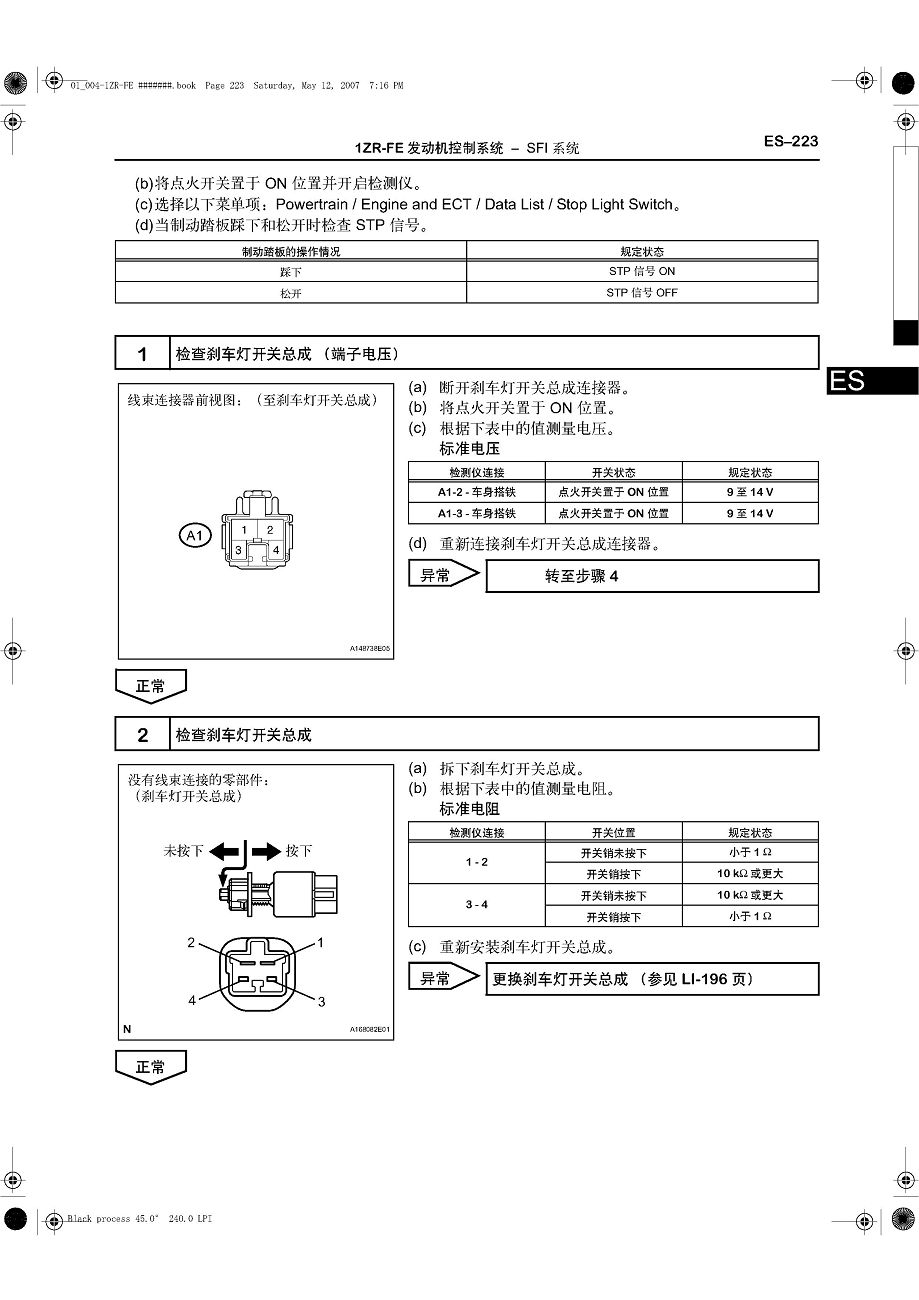 01_004-1ZR-FE #######.book Page 223 Saturday, May 12, 2007 7:16 PM
1ZR-FE 发动机控制系统 – SFI 系统
ES–223
(b)将点火开关置于 ON 位置并开启检测仪。
(c)选择以下菜单项：Powertrain / Engine and ECT / Data List / Stop Light Switch。
(d)当制动踏板踩下和松开时检查 STP 信号。
制动踏板的操作情况 规定状态
踩下 STP 信号 ON
松开 STP 信号 OFF
ES
1 检查刹车灯开关总成（端子电压）
线束连接器前视图：（至刹车灯开关总成）
A1
1 2
3 4
A148738E05
(a) 断开刹车灯开关总成连接器。
(b) 将点火开关置于 ON 位置。
(c) 根据下表中的值测量电压。
标准电压
检测仪连接 开关状态 规定状态
A1-2 - 车身搭铁 点火开关置于 ON 位置 9 至 14 V
A1-3 - 车身搭铁 点火开关置于 ON 位置 9 至 14 V
(d) 重新连接刹车灯开关总成连接器。
异常 转至步骤 4
正常
2 检查刹车灯开关总成
没有线束连接的零部件：
（刹车灯开关总成）
未按下 按下
2 1
4 3
N A168082E01
(a) 拆下刹车灯开关总成。
(b) 根据下表中的值测量电阻。
标准电阻
检测仪连接 开关位置 规定状态
1 - 2 开关销未按下 小于 1 Ω
开关销按下 10 kΩ 或更大
3 - 4 开关销未按下 10 kΩ 或更大
开关销按下 小于 1 Ω
(c) 重新安装刹车灯开关总成。
异常 更换刹车灯开关总成（参见 LI-196 页）
正常
Black process 45.0° 240.0 LPI